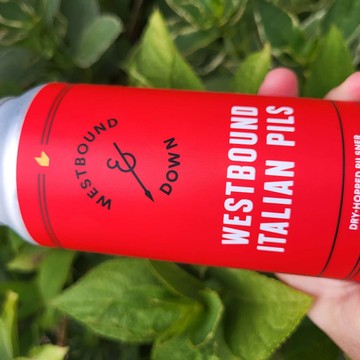 WESTBOUND
&
DOWN
WESTBOUND
ITALIAN PILS
DRY-HOPPED PILSNER